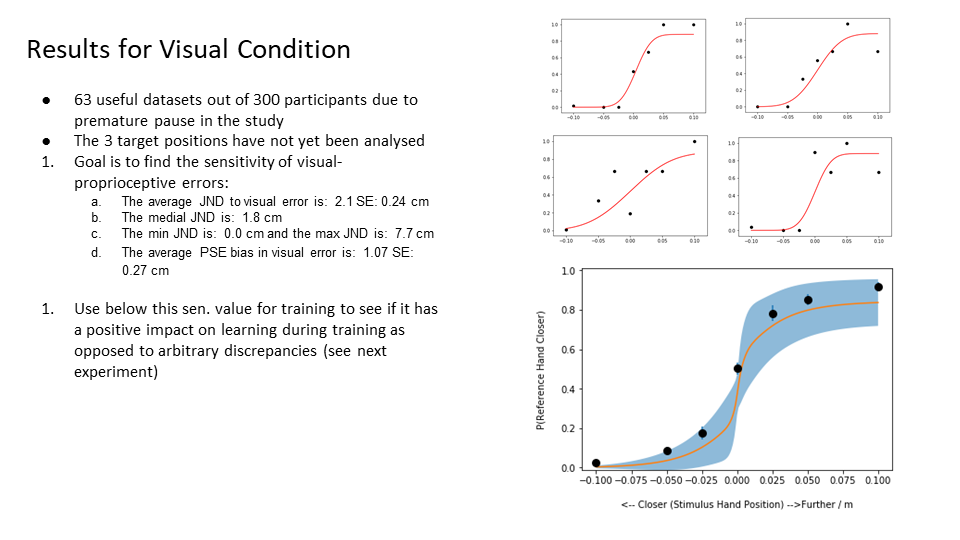 Results for Visual Condition
● 63 useful datasets out of 300 participants due to
premature pause in the study
● The 3 target positions have not yet been analysed
1. Goal is to find the sensitivity of visual-
proprioceptive errors:
a. The average JND to visual error is: 2.1 SE: 0.24 cm
b. The medial JND is: 1.8 cm
c. The min JND is: 0.0 cm and the max JND is: 7.7 cm
d. The average PSE bias in visual error is: 1.07 SE:
0.27 cm
1. Use below this sen. value for training to see if it has
a positive impact on learning during training as
opposed to arbitrary discrepancies (see next
experiment)
1.0
0.8
0.6
0.4
0.2
0.0
−0.10 −0.05 0.00 0.05 0.10
1.0
0.8
0.6
0.4
0.2
0.0
−0.10 −0.05 0.00 0.05 0.10
1.0
0.8
0.6
0.4
0.2
0.0
−0.10 −0.05 0.00 0.05 0.10
1.0
0.8
0.6
0.4
0.2
0.0
−0.10 −0.05 0.00 0.05 0.10
P(Reference Hand Closer)
1.0
0.8
0.6
0.4
0.2
0.0
−0.100 −0.075 −0.050 −0.025 0.000 0.025 0.050 0.075 0.100
<-- Closer (Stimulus Hand Position) -->Further / m